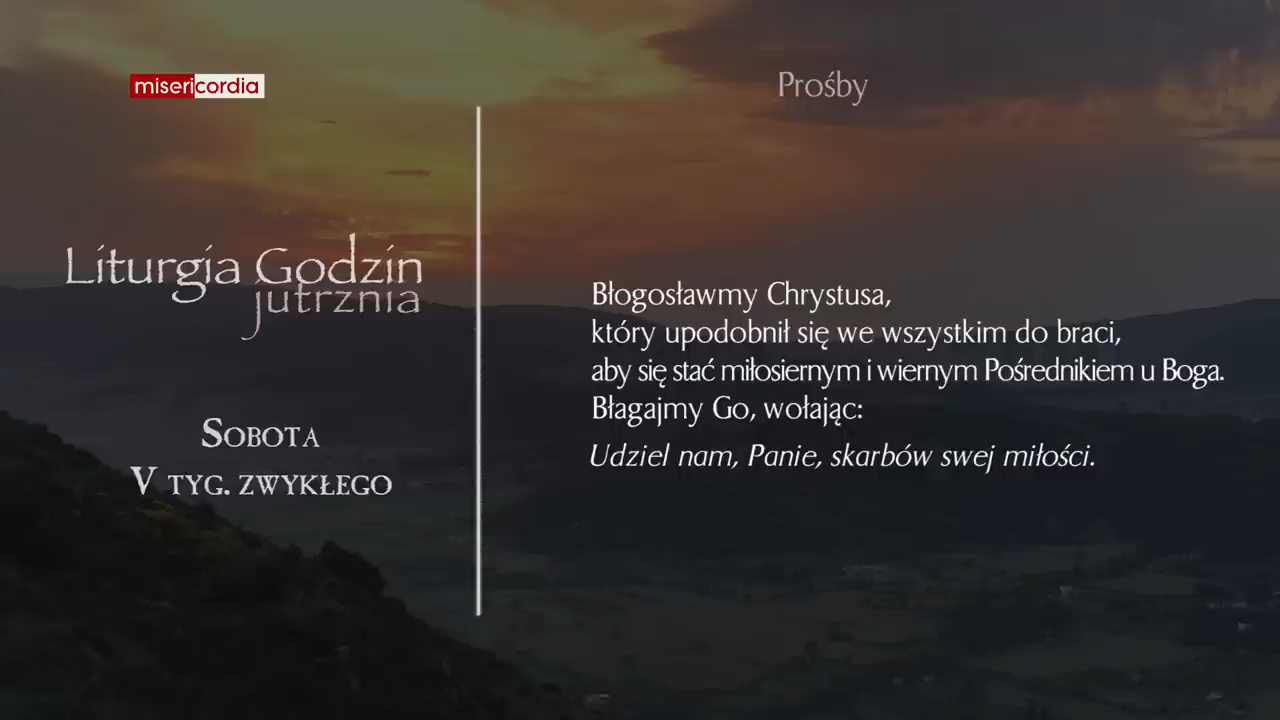 misericordia
Liturgia Godzin
jutrznia
Sobota
V tyg. zwykłego
Prośby
Błogosławmy Chrystusa,
który upodobnił się we wszystkim do braci,
aby się stać miłosiernym i wiernym Pośrednikiem u Boga.
Błagajmy Go, wołając:
Udziel nam, Panie, skarbów swej miłości.